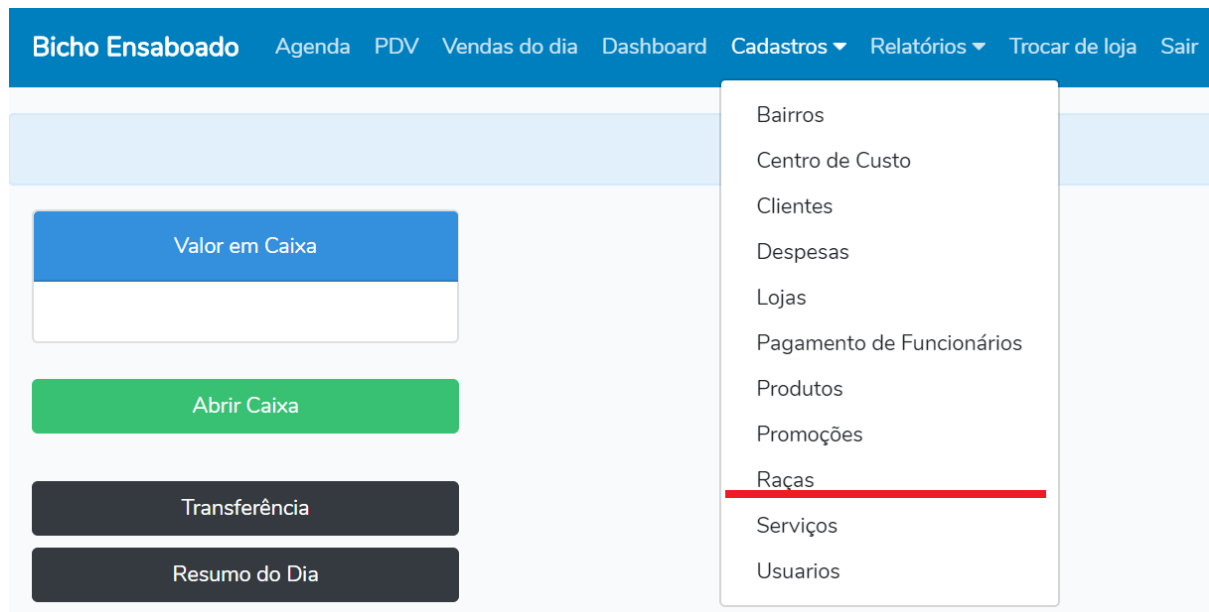 Bicho Ensaboado Agenda PDV Vendas do dia Dashboard Cadastros Relatórios Trocar de loja Sair
Bairros
Centro de Custo
Clientes
Despesas
Lojas
Pagamento de Funcionários
Produtos
Promoções
Raças
Serviços
Usuarios
Valor em Caixa
Abrir Caixa
Transferência
Resumo do Dia